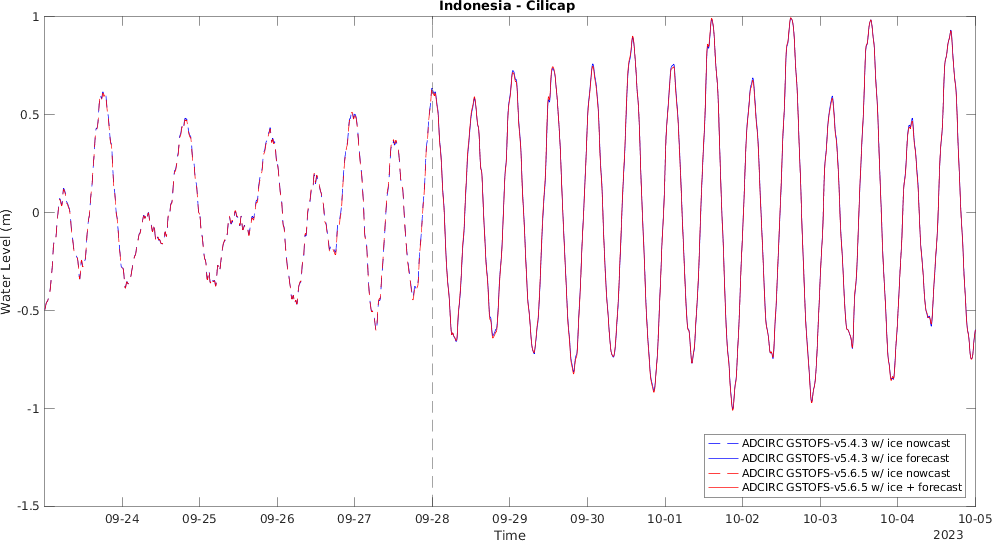 Indonesia - Cilicap
1
0.5
0
-0.5
-1
-1.5
Water Level (m)
ADCIRC GSTOFS-v5.4.3 w/ ice nowcast
ADCIRC GSTOFS-v5.4.3 w/ ice forecast
ADCIRC GSTOFS-v5.6.5 w/ ice nowcast
ADCIRC GSTOFS-v5.6.5 w/ ice + forecast
09-24 09-25 09-26 09-27 09-28 09-29 09-30 10-01 10-02 10-03 10-04 10-05
Time
2023